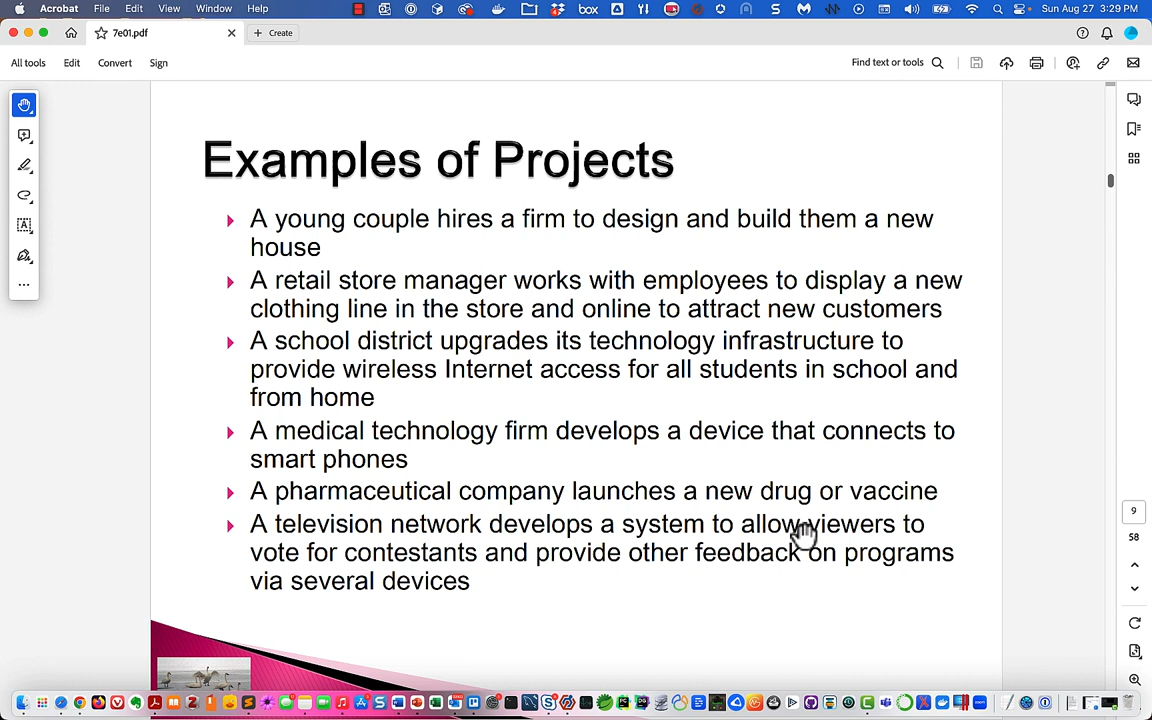 Acrobat File Edit View Window Help
box
Sun Aug 27 3:29 PM
7e01.pdf
Create
All tools Edit Convert Sign
Find text or tools
Examples of Projects
A young couple hires a firm to design and build them a new
house
A retail store manager works with employees to display a new
clothing line in the store and online to attract new customers
A school district upgrades its technology infrastructure to
provide wireless Internet access for all students in school and
from home
A medical technology firm develops a device that connects to
smart phones
A pharmaceutical company launches a new drug or vaccine
A television network develops a system to allow viewers to
vote for contestants and provide other feedback on programs
via several devices
9
58